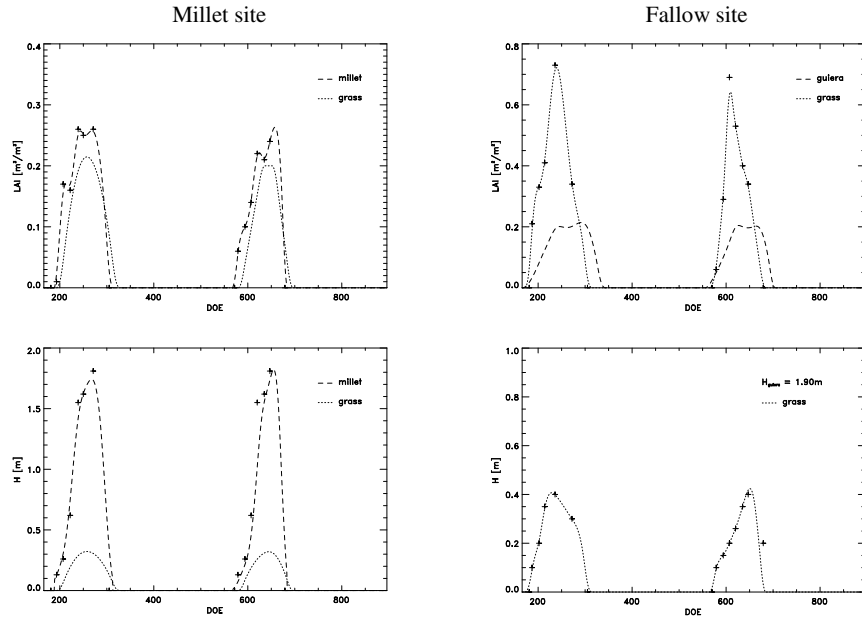 Millet site
Fallow site
0.4
0.3
0.2
0.1
0.0
LAI [m²/m²]
millet
grass
200 400 600 800
DOE
0.8
0.6
0.4
0.2
0.0
LAI [m²/m²]
guiera
grass
200 400 600 800
DOE
2.0
1.5
1.0
0.5
0.0
H [m]
millet
grass
200 400 600 800
DOE
1.0
0.8
0.6
0.4
0.2
0.0
H [m]
H guiera = 1.90m
grass
200 400 600 800
DOE